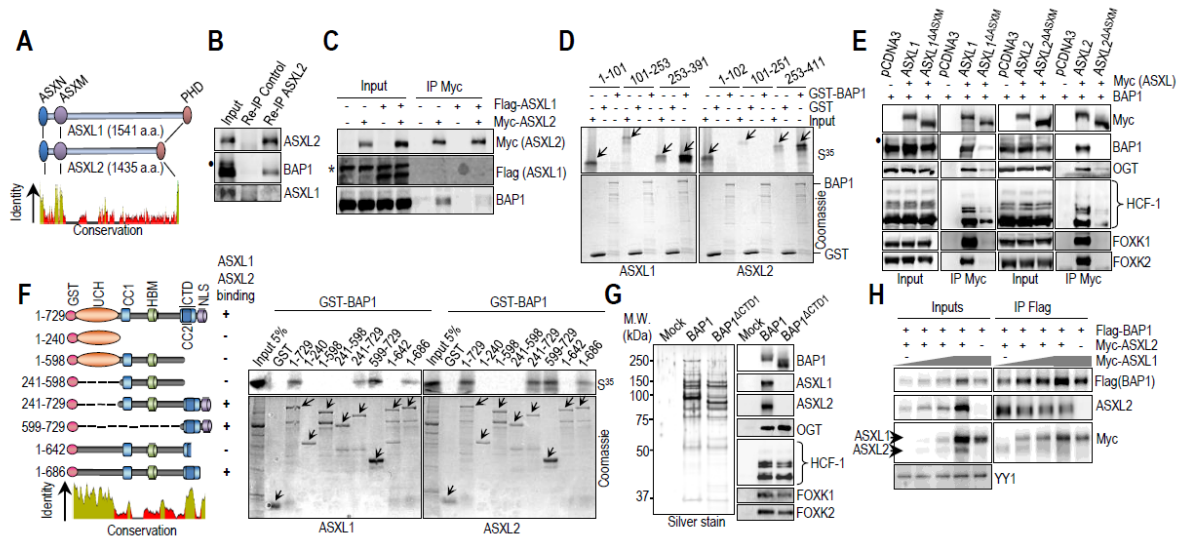 A
ASXN
ASXM
PHD
ASXL1 (1541 a.a.)
ASXL2 (1435 a.a.)
Identity
Conservation
B
Input
Re-IP Control
Re-IP ASXL2
ASXL2
BAP1
ASXL1
C
Input
IP Myc
- - + + - - + + Flag-ASXL1
- + - + - + - + Myc-ASXL2
Myc (ASXL2)
* Flag (ASXL1)
BAP1
D
1-101
101-253
253-391
1-102
101-251
253-411
GST-BAP1
GST
Input
S35
BAP1
Coomassie
GST
ASXL1
ASXL2
E
pCDNA3
ASXL1
ASXL1ΔASXM
pCDNA3
ASXL1
ASXL1ΔASXM
pCDNA3
ASXL2
ASXL2ΔASXM
pCDNA3
ASXL2
ASXL2ΔASXM
- + + - + + - + + - + + Myc (ASXL)
+ + + + + + + + + + + + BAP1
Myc
BAP1
OGT
HCF-1
FOXK1
FOXK2
Input
IP Myc
Input
IP Myc
F
GST
UCH
CC1
HBM
CC2
CTD
NLS
ASXL1
ASXL2
binding
1-729 +
1-240 -
1-598 -
241-598 -
241-729 +
599-729 +
1-642 -
1-686 +
Identity
Conservation
GST-BAP1
GST-BAP1
Input 5%
GST
1-729
1-240
1-598
241-598
241-729
599-729
1-642
1-686
Input 5%
GST
1-729
1-240
1-598
241-598
241-729
599-729
1-642
1-686
S35
Coomassie
ASXL1
ASXL2
G
M.W.
(kDa)
Mock
BAP1
BAP1ΔCTD1
Mock
BAP1
BAP1ΔCTD1
250
150
100
75
50
37
BAP1
ASXL1
ASXL2
OGT
HCF-1
FOXK1
FOXK2
Silver stain
H
Inputs
IP Flag
Flag-BAP1
Myc-ASXL2
Myc-ASXL1
Flag(BAP1)
ASXL2
ASXL1
ASXL2
Myc
YY1